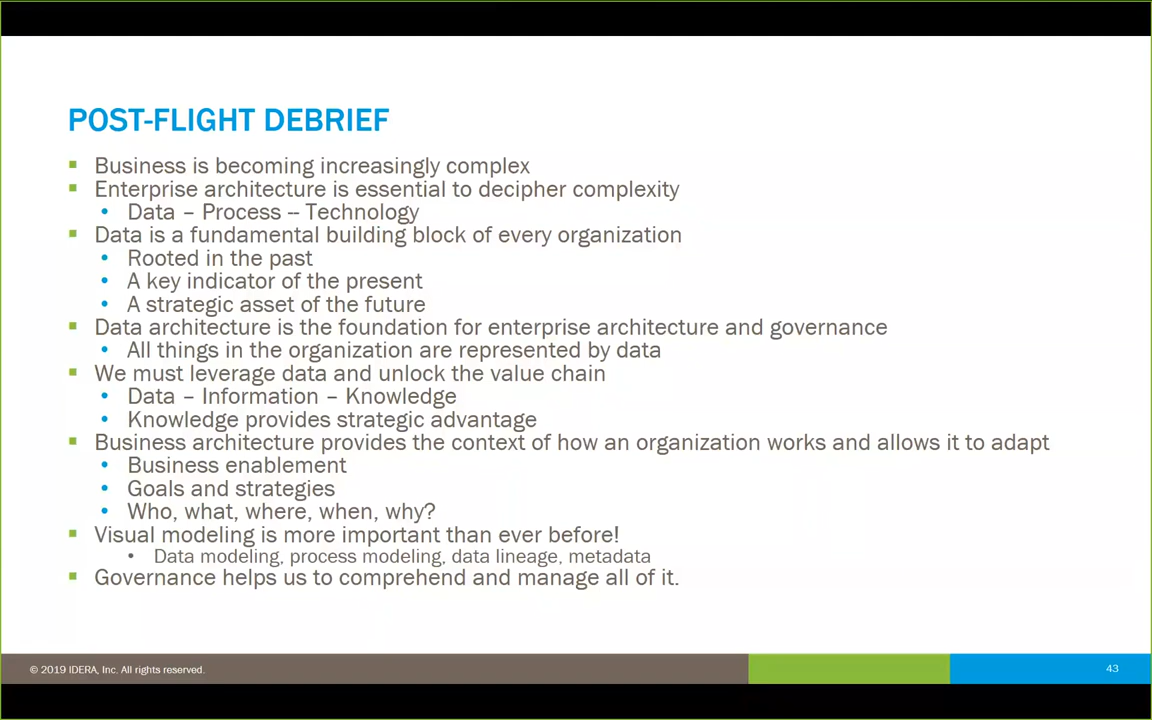 POST-FLIGHT DEBRIEF
▪ Business is becoming increasingly complex
▪ Enterprise architecture is essential to decipher complexity
• Data – Process -- Technology
▪ Data is a fundamental building block of every organization
• Rooted in the past
• A key indicator of the present
• A strategic asset of the future
▪ Data architecture is the foundation for enterprise architecture and governance
• All things in the organization are represented by data
▪ We must leverage data and unlock the value chain
• Data – Information – Knowledge
• Knowledge provides strategic advantage
▪ Business architecture provides the context of how an organization works and allows it to adapt
• Business enablement
• Goals and strategies
• Who, what, where, when, why?
▪ Visual modeling is more important than ever before!
• Data modeling, process modeling, data lineage, metadata
▪ Governance helps us to comprehend and manage all of it.
© 2019 IDERA, Inc. All rights reserved.
43